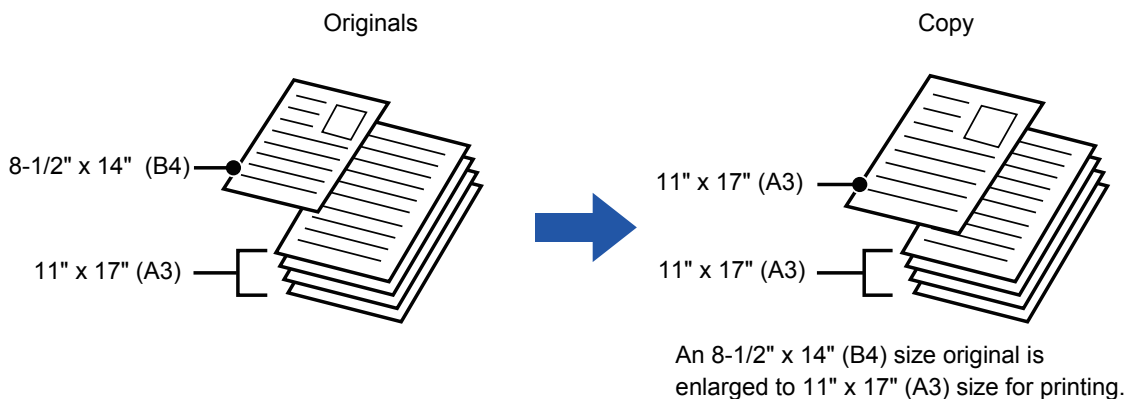 Originals
Copy
8-1/2" x 14" (B4)
11" x 17" (A3)
11" x 17" (A3)
11" x 17" (A3)
An 8-1/2" x 14" (B4) size original is
enlarged to 11" x 17" (A3) size for printing.